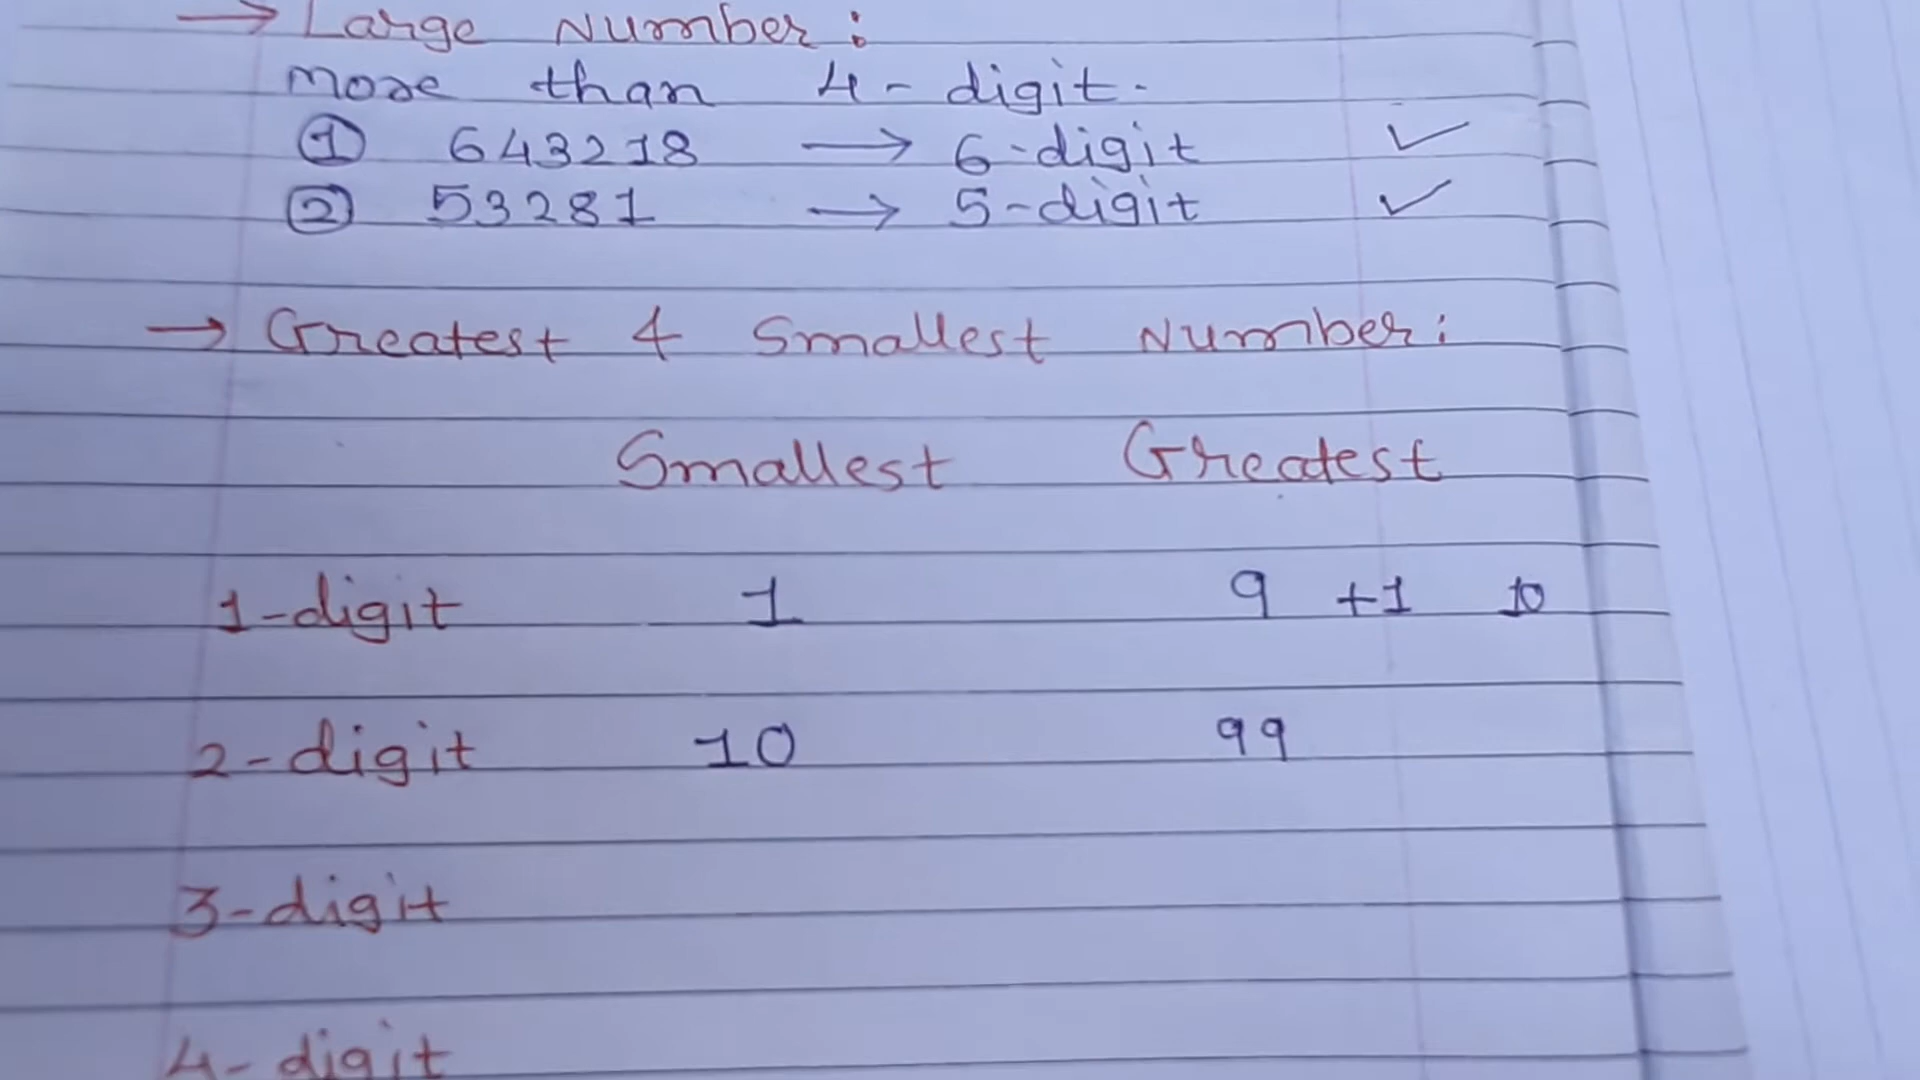 → Large Number:
more than 4-digit.
① 643218 → 6-digit ✓
② 53281 → 5-digit ✓
→ Greatest & Smallest Number:
Smallest Greatest
1-digit 1 9 +1 10
2-digit 10 99
3-digit
4-digit